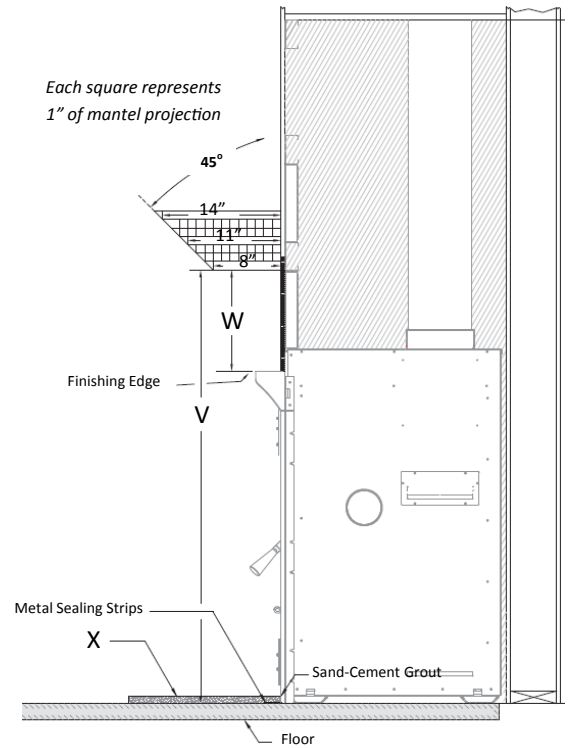 Each square represents
1” of mantel projection
45°
14”
11”
8”
W
Finishing Edge
V
Metal Sealing Strips
X
Sand-Cement Grout
Floor